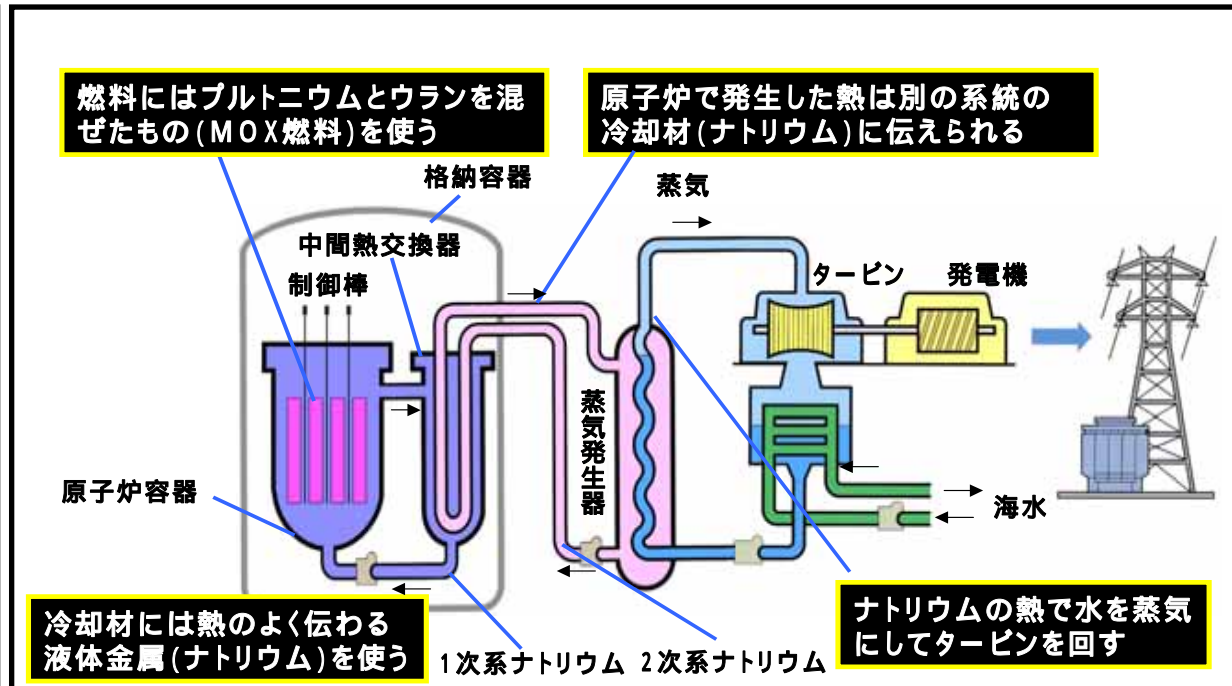 燃料にはプルトニウムとウランを混
ぜたもの(MOX燃料)を使う
原子炉で発生した熱は別の系統の
冷却材(ナトリウム)に伝えられる
格納容器
蒸気
中間熱交換器
制御棒
タービン
発電機
蒸気発生器
原子炉容器
海水
冷却材には熱のよく伝わる
液体金属(ナトリウム)を使う
1次系ナトリウム
2次系ナトリウム
ナトリウムの熱で水を蒸気
にしてタービンを回す